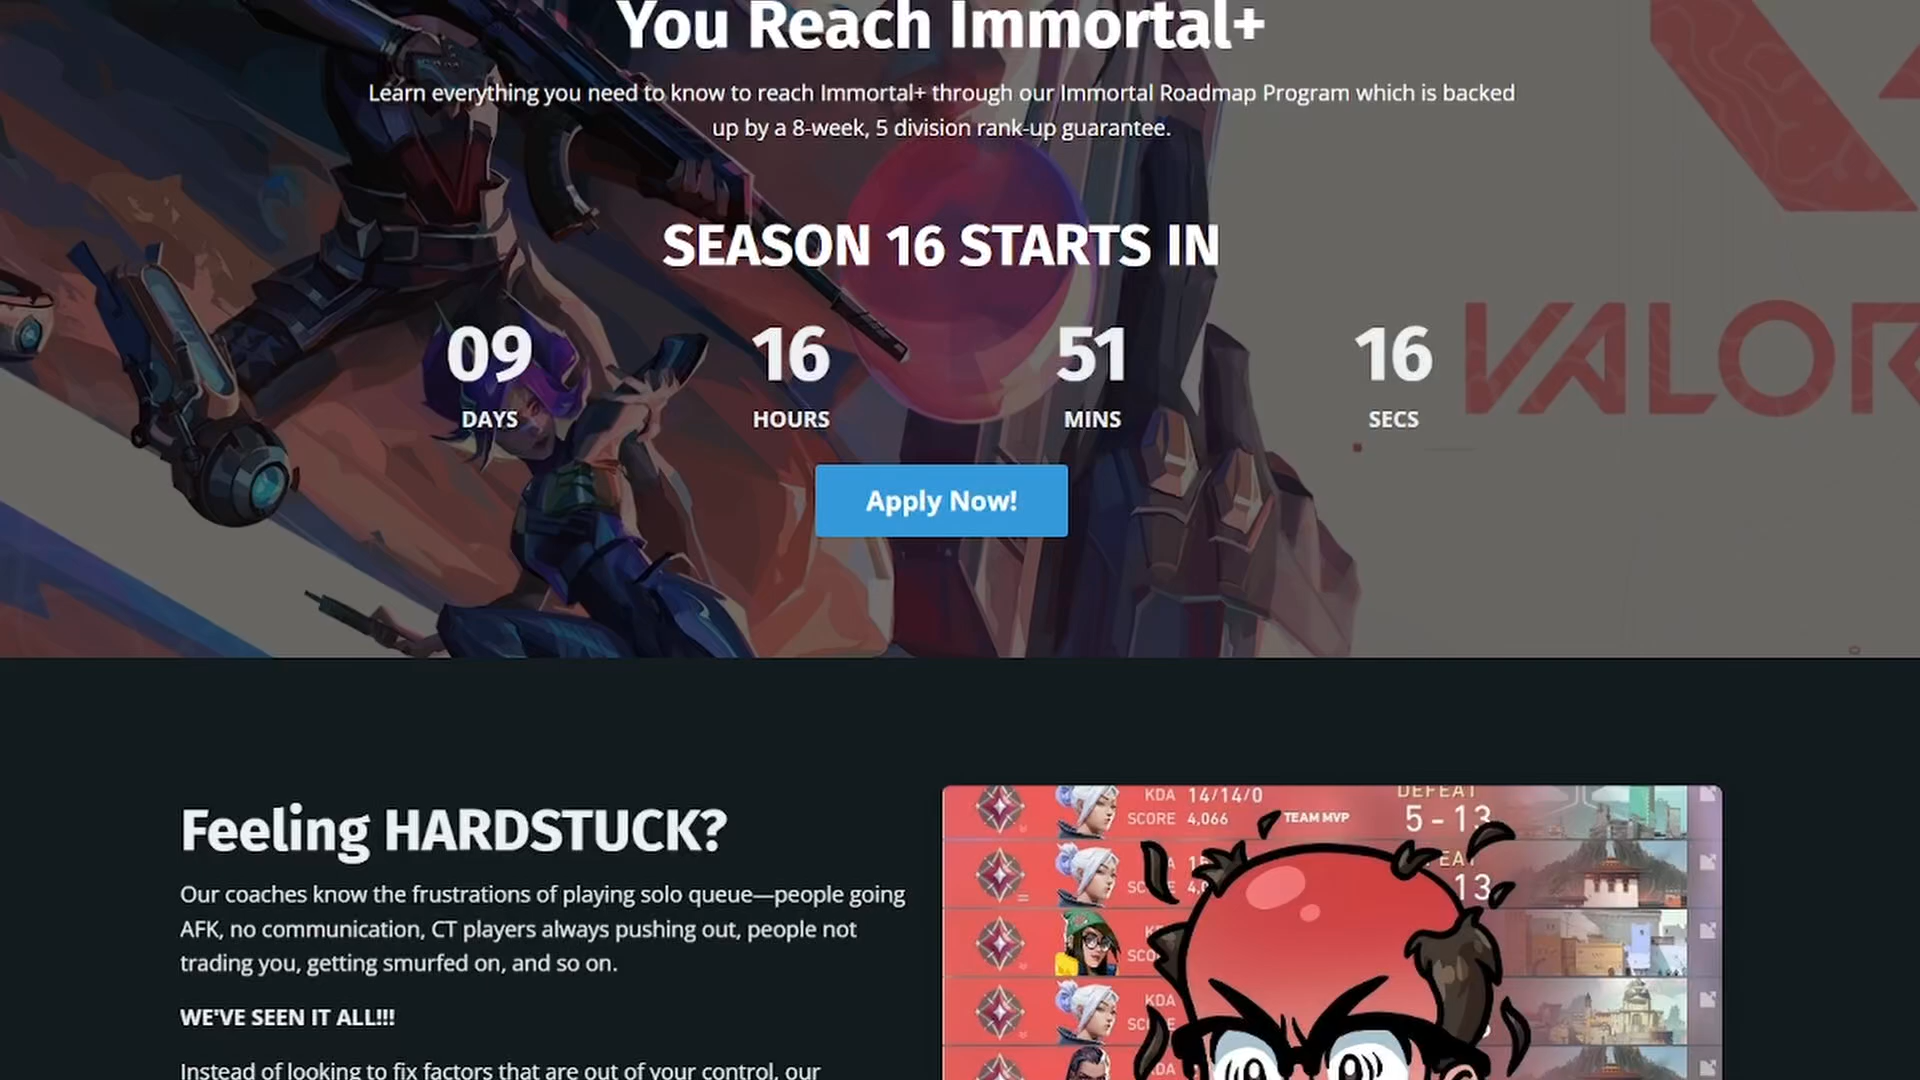 You Reach Immortal+
Learn everything you need to know to reach Immortal+ through our Immortal Roadmap Program which is backed
up by a 8-week, 5 division rank-up guarantee.
SEASON 16 STARTS IN
09 16 51 16
DAYS HOURS MINS SECS
VALOR
Apply Now!
Feeling HARDSTUCK?
Our coaches know the frustrations of playing solo queue—people going
AFK, no communication, CT players always pushing out, people not
trading you, getting smurfed on, and so on.
WE'VE SEEN IT ALL!!!
Instead of looking to fix factors that are out of your control, our
KDA 14/14/0 DEFEAT
SCORE 4,066 TEAM MVP 5-13
13
KDA